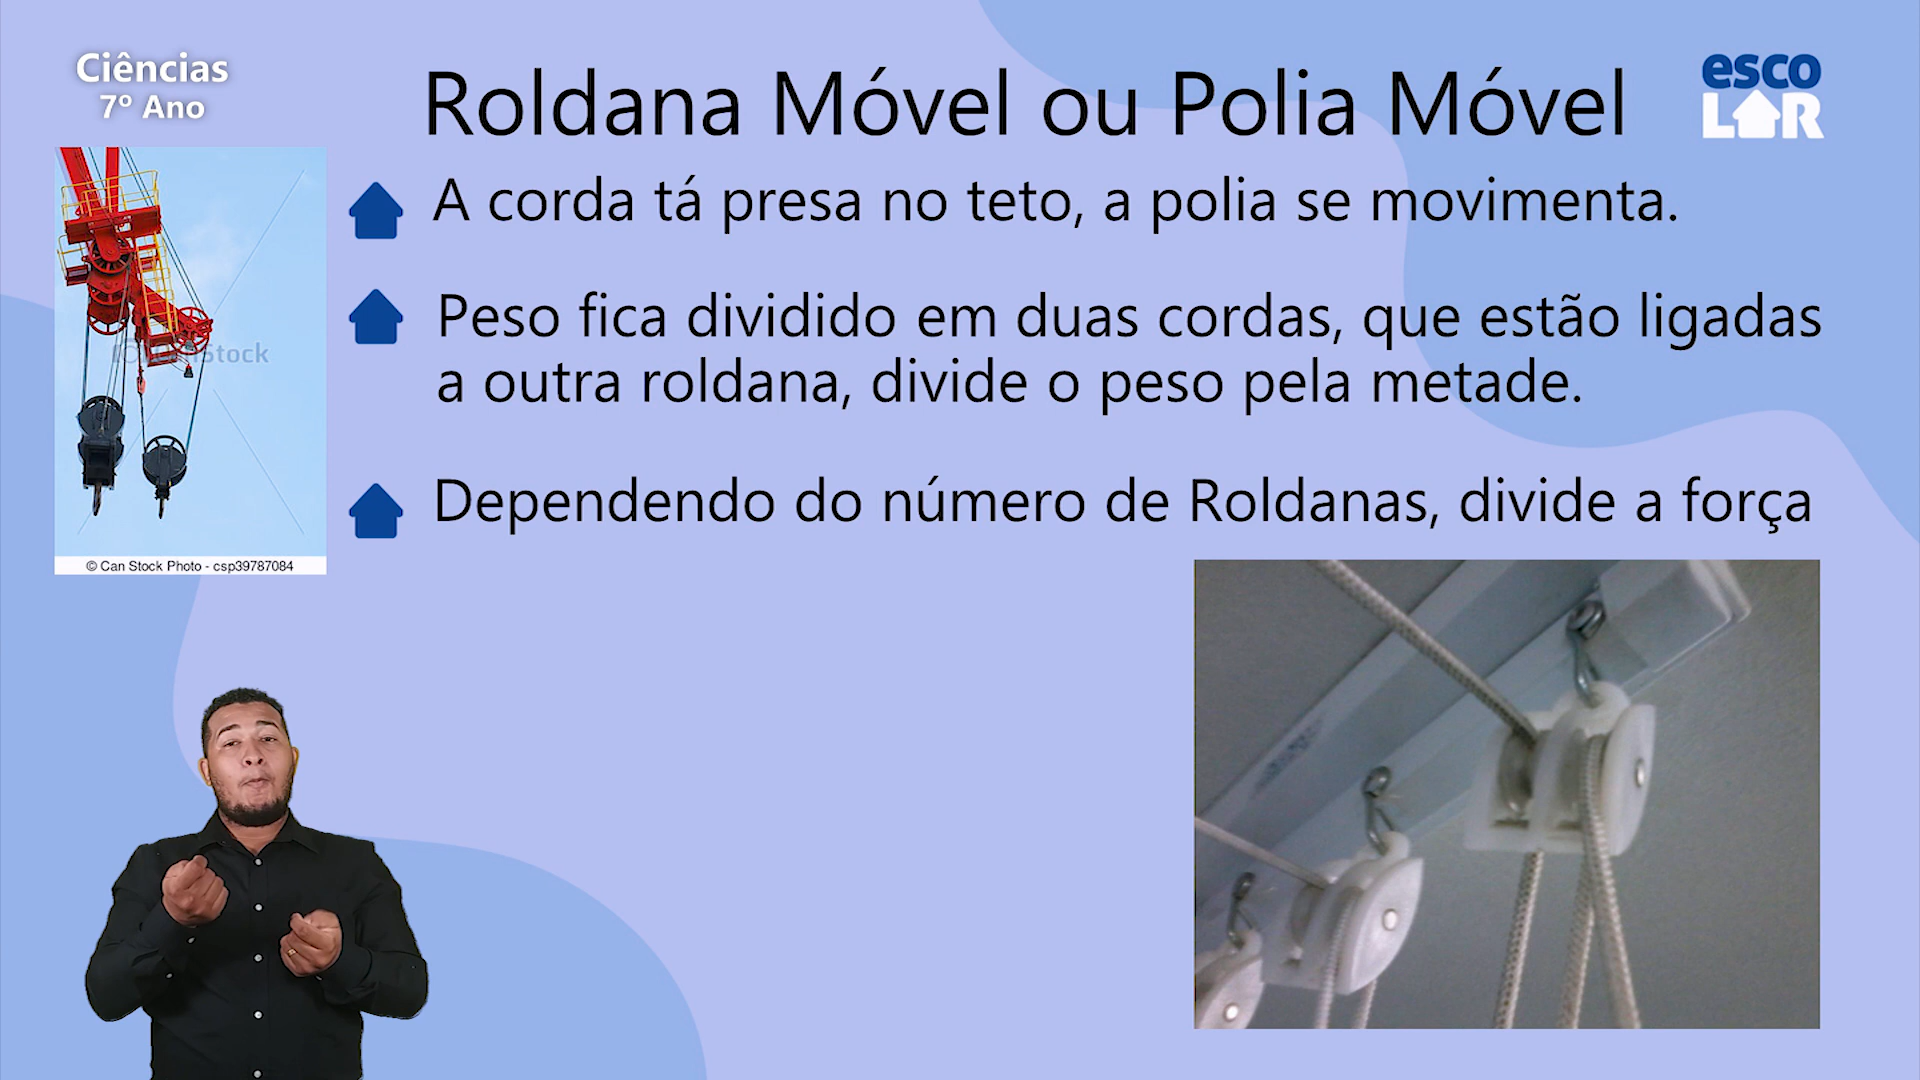 Ciências
7º Ano
Roldana Móvel ou Polia Móvel
esco
LAR
A corda tá presa no teto, a polia se movimenta.
Peso fica dividido em duas cordas, que estão ligadas
a outra roldana, divide o peso pela metade.
Dependendo do número de Roldanas, divide a força
© Can Stock Photo - csp39787084